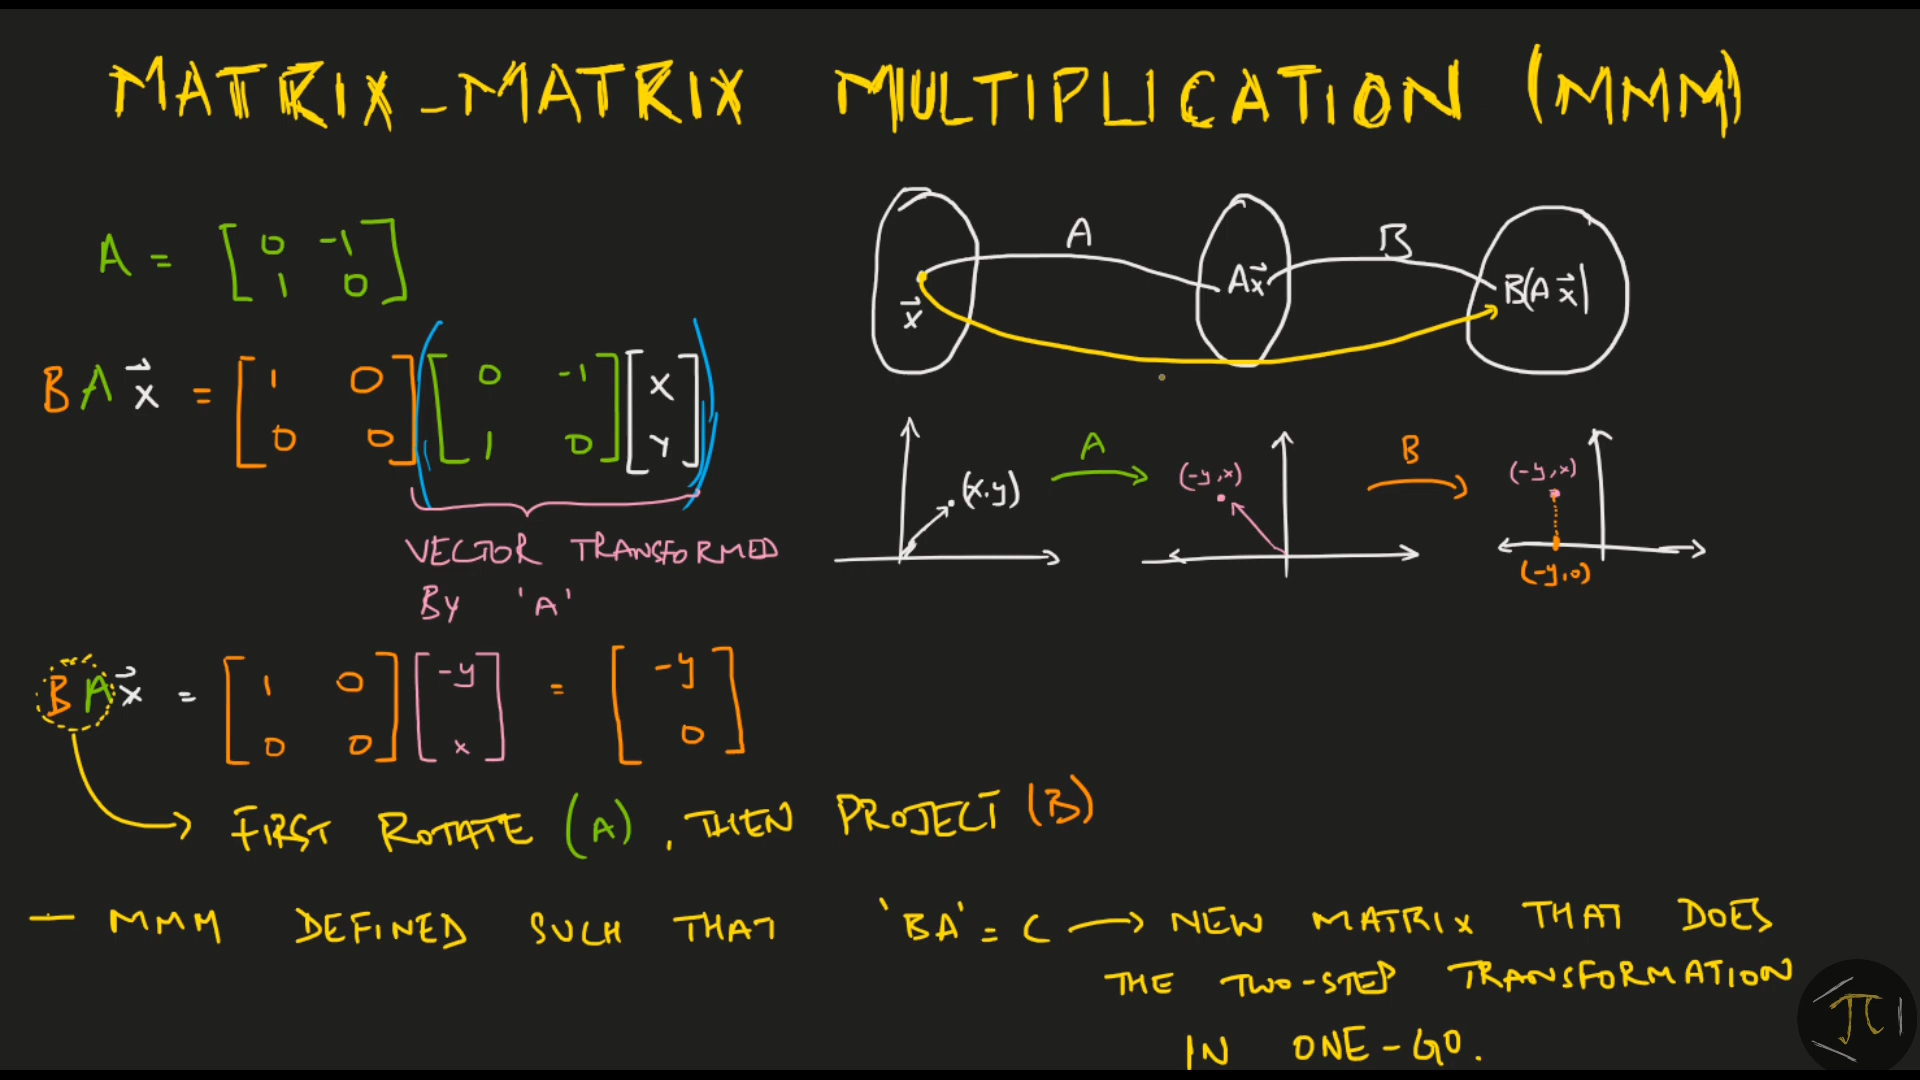 MATRIX-MATRIX MULTIPLICATION (MMM)
A = [ 0 -1
1 0 ]
A B
x⃗ Ax⃗ B(Ax⃗)
BAx⃗ = [ 1 0 [ 0 -1 [ x
0 0 ] 1 0 ] y ]
(x,y) A (-y,x) B (-y,x)
(-y,0)
VECTOR TRANSFORMED
BY 'A'
BAx⃗ = [ 1 0 [ -y = [ -y
0 0 ] x ] 0 ]
FIRST ROTATE (A), THEN PROJECT (B)
— MMM DEFINED SUCH THAT 'BA' = C → NEW MATRIX THAT DOES
THE TWO-STEP TRANSFORMATION
IN ONE-GO.
π